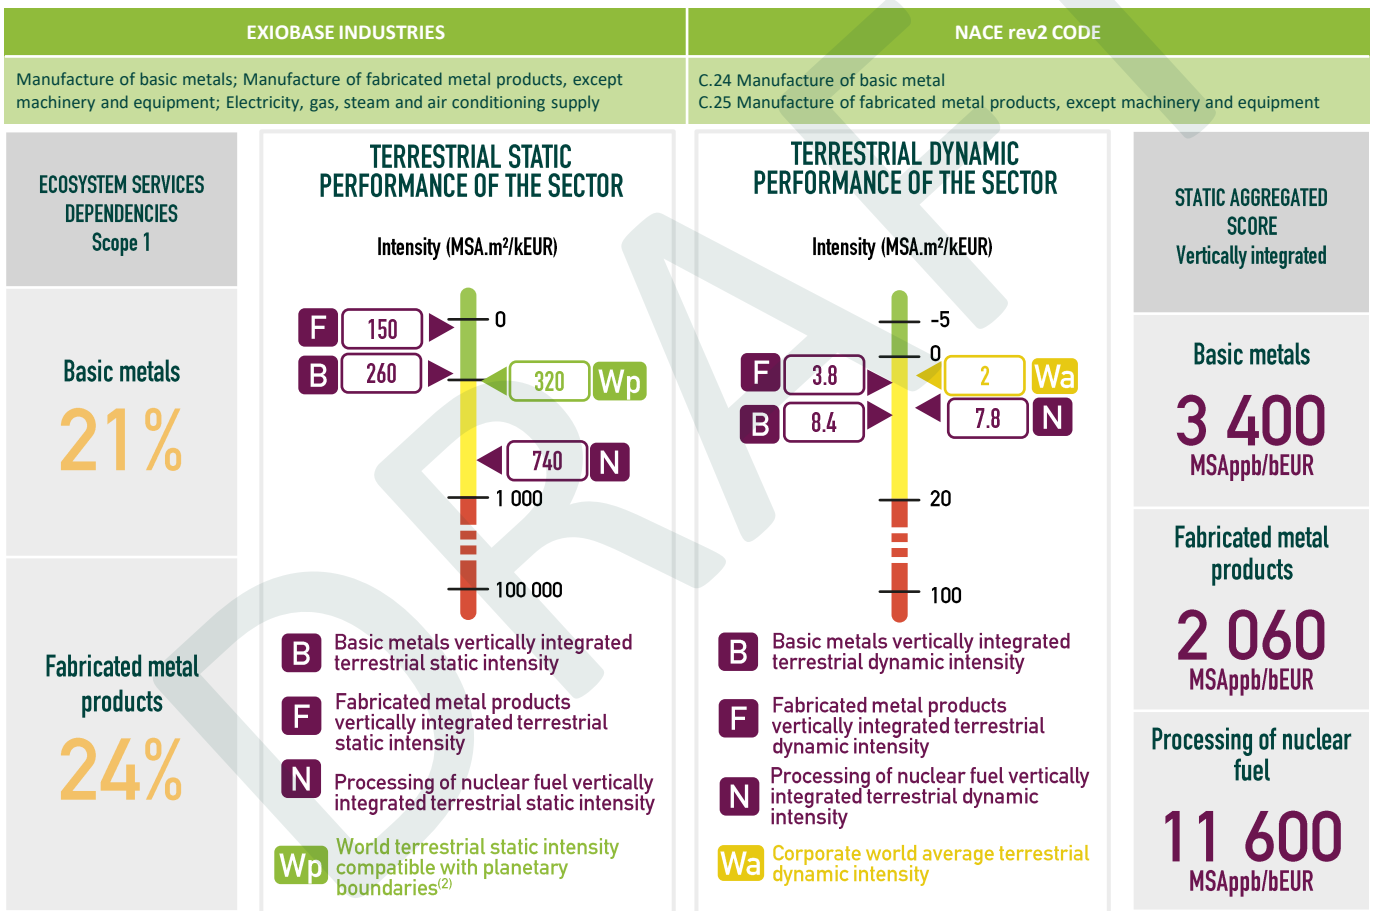 EXIOBASE INDUSTRIES
NACE rev2 CODE
Manufacture of basic metals; Manufacture of fabricated metal products, except
machinery and equipment; Electricity, gas, steam and air conditioning supply
C.24 Manufacture of basic metal
C.25 Manufacture of fabricated metal products, except machinery and equipment
ECOSYSTEM SERVICES
DEPENDENCIES
Scope 1
Basic metals
21%
Fabricated metal
products
24%
TERRESTRIAL STATIC
PERFORMANCE OF THE SECTOR
Intensity (MSA.m²/kEUR)
0
F 150
B 260
320 Wp
740 N
1 000
100 000
B Basic metals vertically integrated
terrestrial static intensity
F Fabricated metal products
vertically integrated terrestrial
static intensity
N Processing of nuclear fuel vertically
integrated terrestrial static intensity
Wp World terrestrial static intensity
compatible with planetary
boundaries⁽²⁾
TERRESTRIAL DYNAMIC
PERFORMANCE OF THE SECTOR
Intensity (MSA.m²/kEUR)
-5
0
F 3.8
2 Wa
B 8.4
7.8 N
20
100
B Basic metals vertically integrated
terrestrial dynamic intensity
F Fabricated metal products
vertically integrated terrestrial
dynamic intensity
N Processing of nuclear fuel vertically
integrated terrestrial dynamic
intensity
Wa Corporate world average terrestrial
dynamic intensity
STATIC AGGREGATED
SCORE
Vertically integrated
Basic metals
3 400
MSAppb/bEUR
Fabricated metal
products
2 060
MSAppb/bEUR
Processing of nuclear
fuel
11 600
MSAppb/bEUR
DRAFT